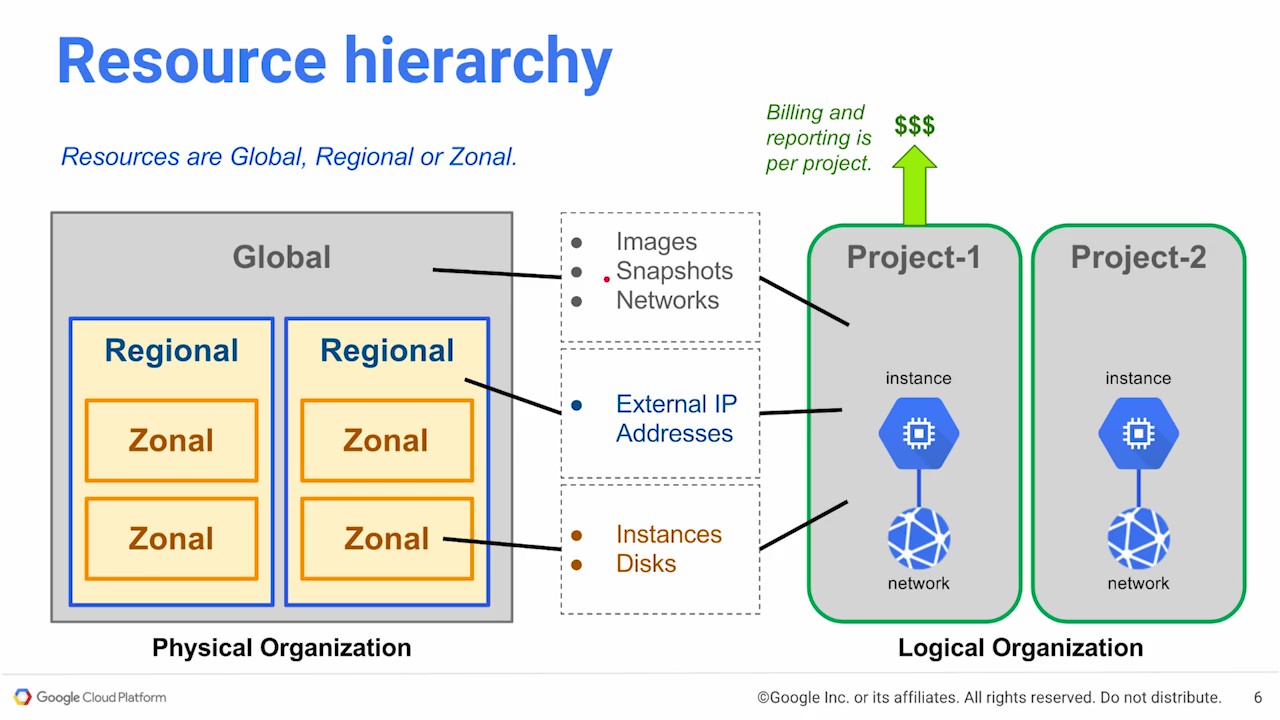 Resource hierarchy
Resources are Global, Regional or Zonal.
Billing and
reporting is
per project.
$$$
Global
Regional
Regional
Zonal
Zonal
Zonal
Zonal
Physical Organization
● Images
● Snapshots
● Networks
● External IP
Addresses
● Instances
● Disks
Project-1
instance
network
Project-2
instance
network
Logical Organization
Google Cloud Platform
©Google Inc. or its affiliates. All rights reserved. Do not distribute. 6